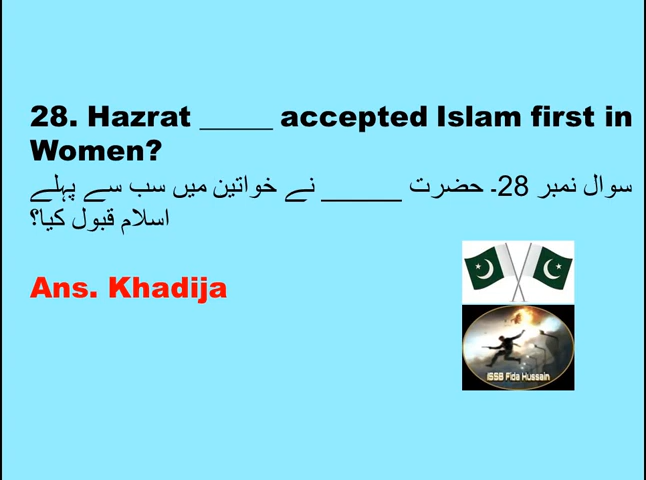 28. Hazrat _____ accepted Islam first in
Women?
سوال نمبر 28۔ حضرت ______ نے خواتین میں سب سے پہلے
اسلام قبول کیا؟
Ans. Khadija
ISSB Fida Hussain